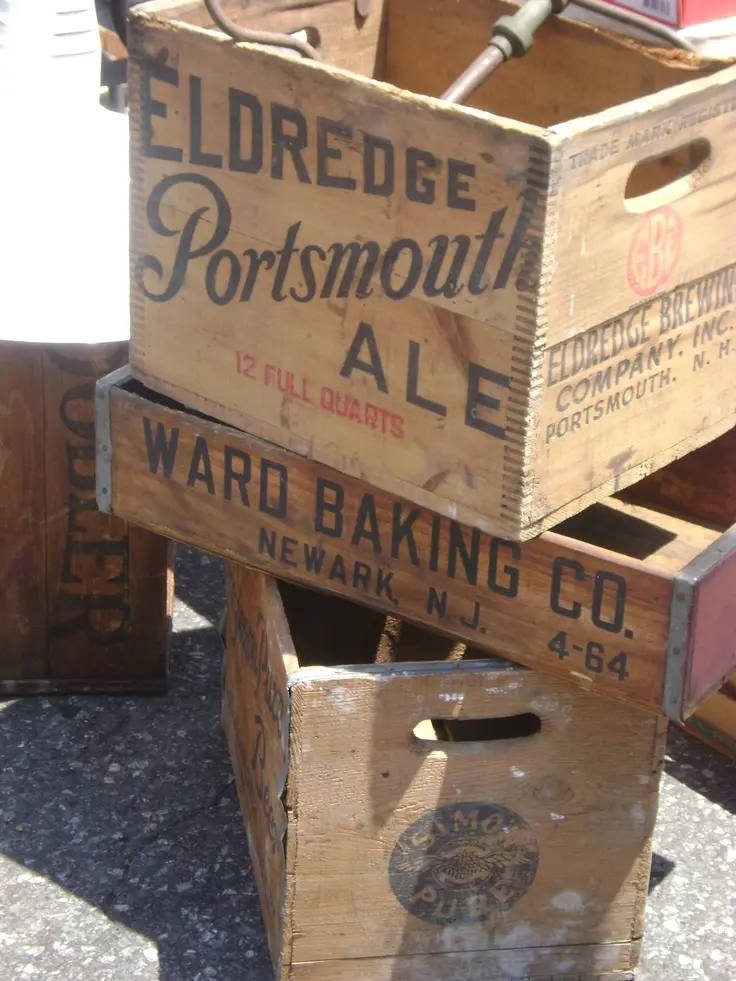 ELDREDGE
Portsmouth
ALE
12 FULL QUARTS
TRADE MARK REGISTE
EBC
ELDREDGE BREWIN
COMPANY, INC.
PORTSMOUTH, N. H.
WARD BAKING CO.
NEWARK, N.J.
4-64
SIMON
PURE